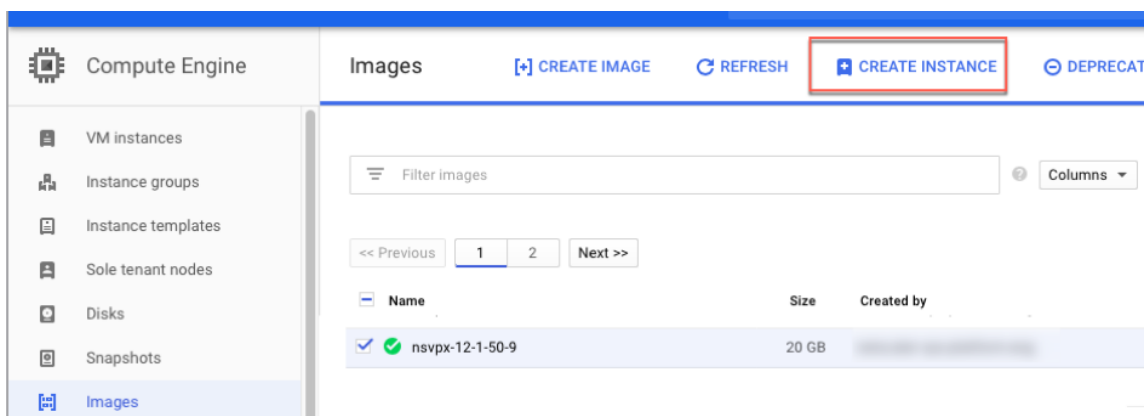 Compute Engine
Images
CREATE IMAGE
REFRESH
CREATE INSTANCE
DEPRECAT
VM instances
Instance groups
Instance templates
Sole tenant nodes
Disks
Snapshots
Images
Filter images
Columns
<< Previous 1 2 Next >>
Name Size Created by
nsvpx-12-1-50-9 20 GB